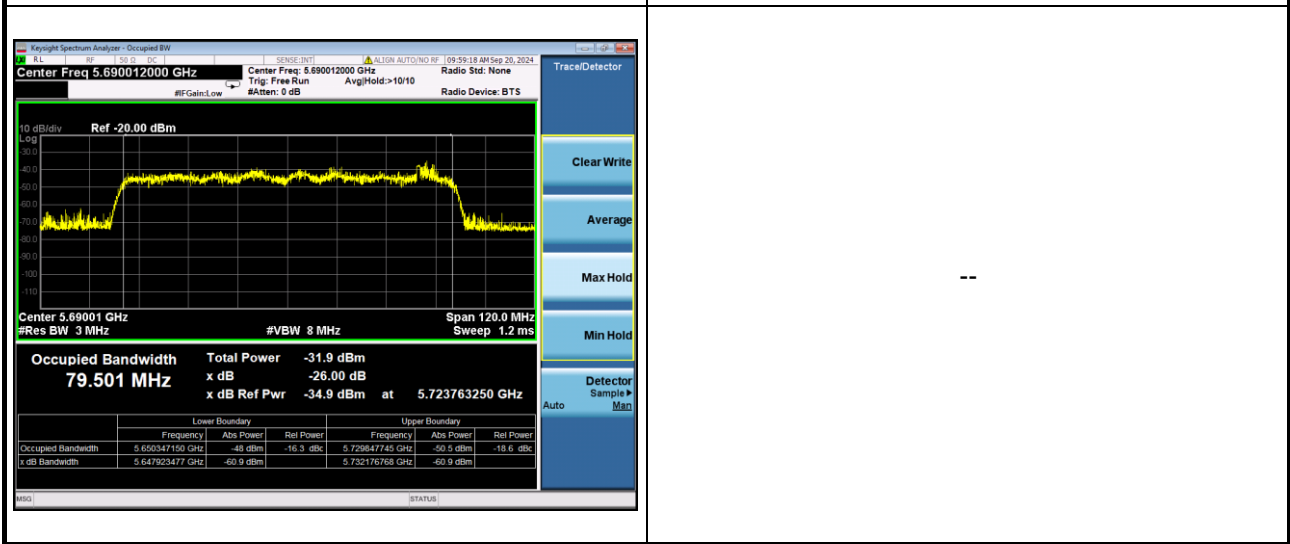 Keysight Spectrum Analyzer - Occupied BW
RL RF 50 Ω DC SENSE:INT ALIGN AUTO/NO RF 09:59:18 AM Sep 20, 2024
Center Freq 5.690012000 GHz Center Freq: 5.690012000 GHz Radio Std: None
Trig: Free Run Avg|Hold:>10/10
#IFGain:Low #Atten: 0 dB Radio Device: BTS
10 dB/div Ref -20.00 dBm
Log
-30.0
-40.0
-50.0
-60.0
-70.0
-80.0
-90.0
-100
-110
Center 5.69001 GHz Span 120.0 MHz
#Res BW 3 MHz #VBW 8 MHz Sweep 1.2 ms
Occupied Bandwidth Total Power -31.9 dBm
79.501 MHz x dB -26.00 dB
x dB Ref Pwr -34.9 dBm at 5.723763250 GHz
Lower Boundary Upper Boundary
Frequency Abs Power Rel Power Frequency Abs Power Rel Power
Occupied Bandwidth 5.650347150 GHz -48 dBm -16.3 dBc 5.729847745 GHz -50.5 dBm -18.6 dBc
x dB Bandwidth 5.647923477 GHz -60.9 dBm 5.732176768 GHz -60.9 dBm
MSG STATUS
Trace/Detector
Clear Write
Average
Max Hold
Min Hold
Detector
Sample▶
Auto Man
--